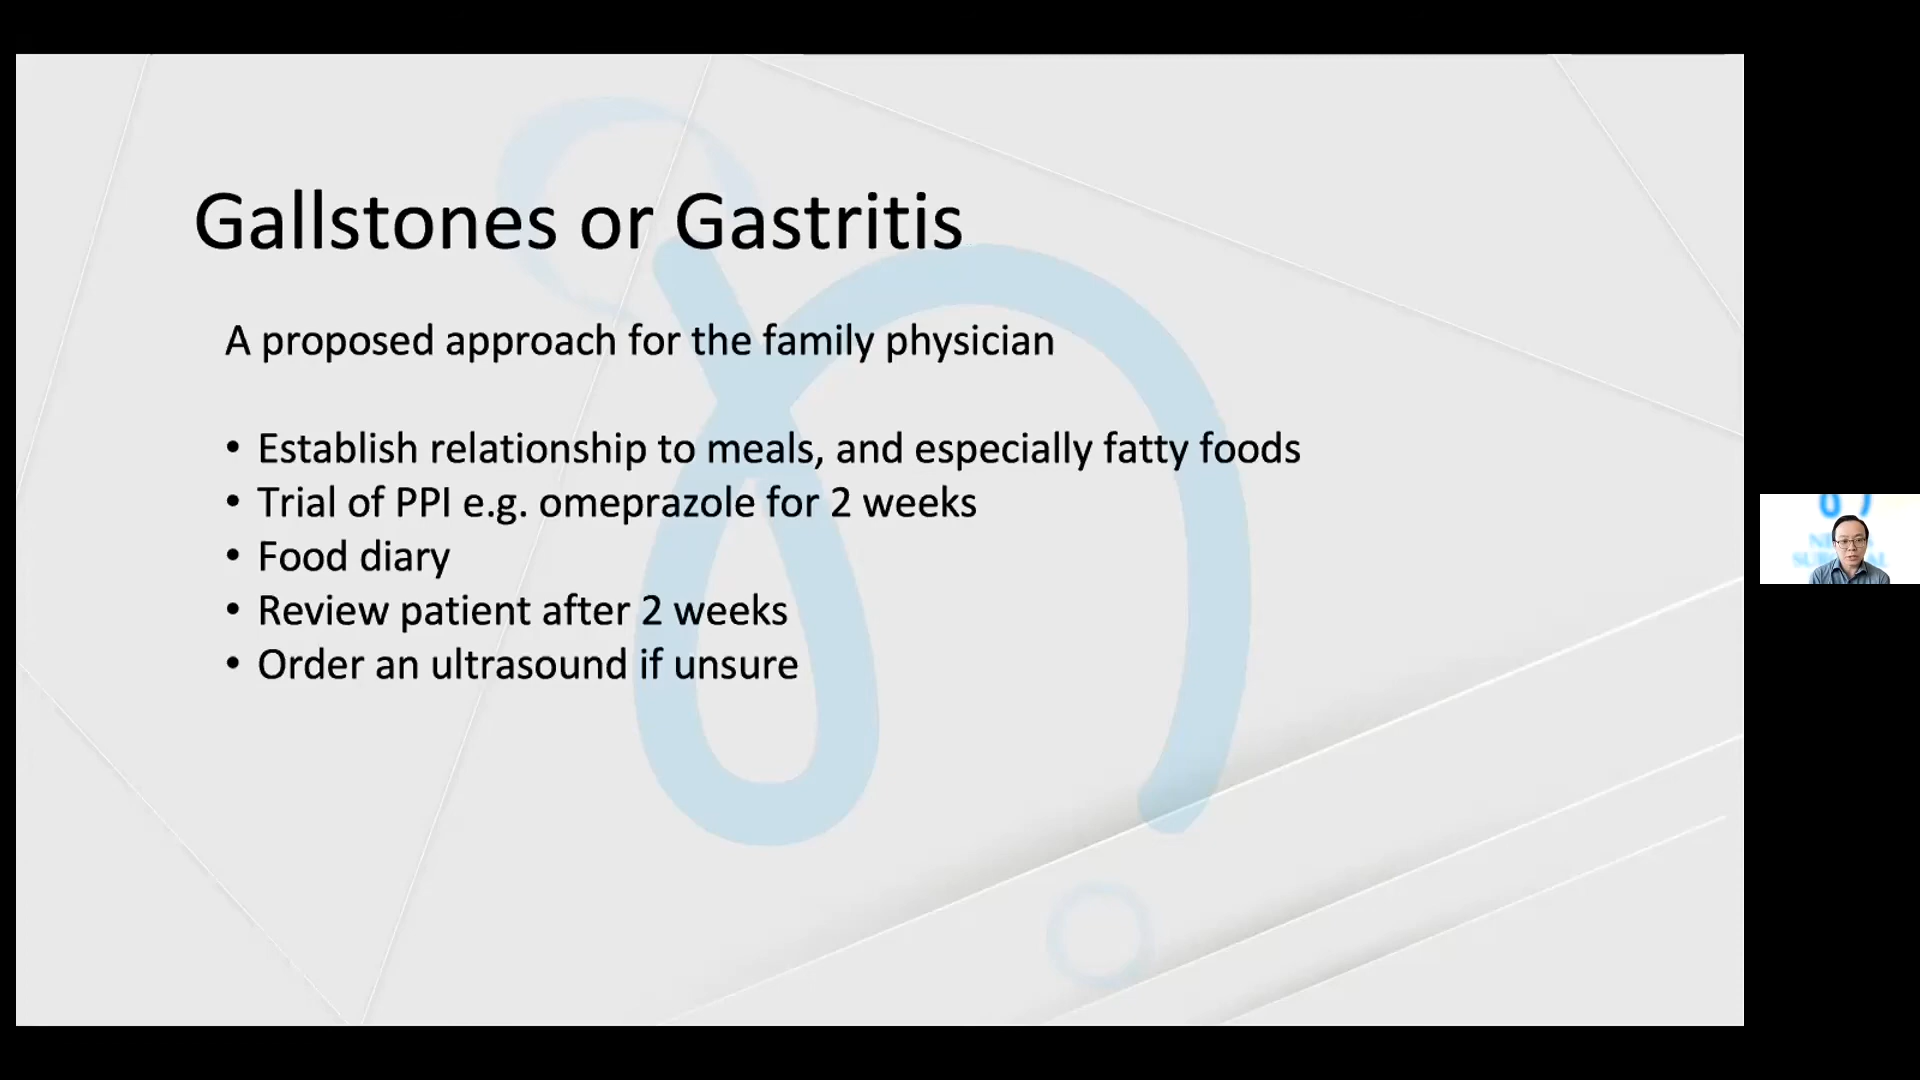 Gallstones or Gastritis
A proposed approach for the family physician
• Establish relationship to meals, and especially fatty foods
• Trial of PPI e.g. omeprazole for 2 weeks
• Food diary
• Review patient after 2 weeks
• Order an ultrasound if unsure